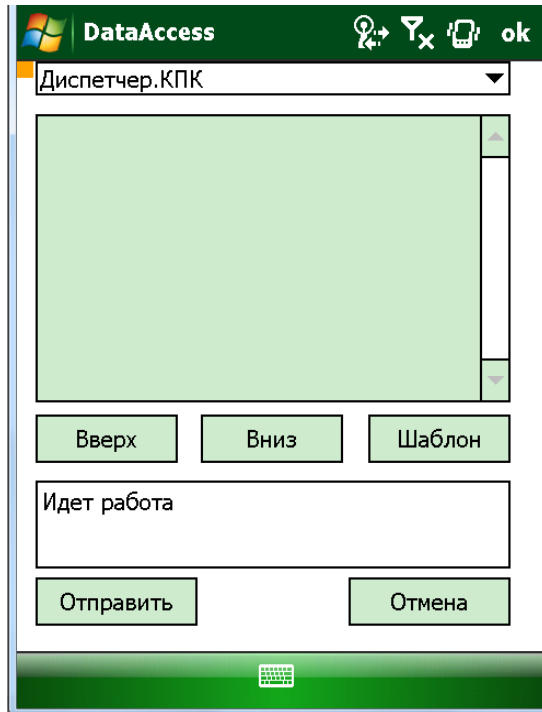 DataAccess ok
Диспетчер.КПК
Вверх Вниз Шаблон
Идет работа
Отправить Отмена